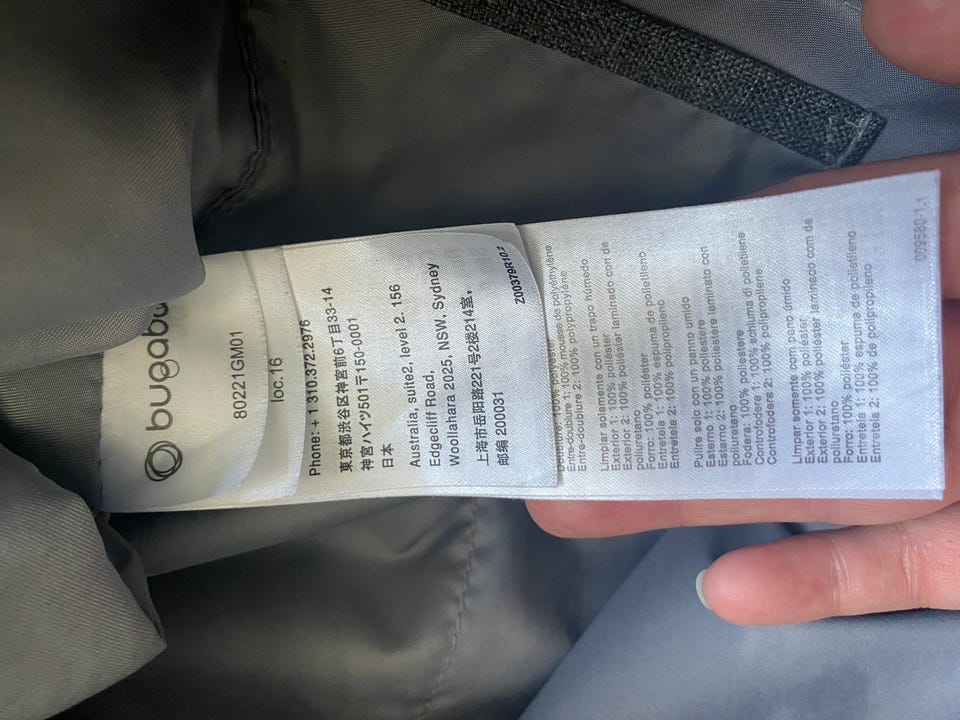 bugabu
80221GM01
loc.16
Phone: + 1 310.372.2976
東京都渋谷区神宮前6丁目33-14
神宮ハイツ501〒150-0001
日本
Australia, suite2, level 2. 156
Edgecliff Road,
Woollahara 2025, NSW, Sydney
上海市岳阳路221号2楼214室,
邮编 200031
Z00379R103
Doublure: 100% polyester
Entre-doublure 1: 100% mousse de polyéthylène
Entre-doublure 2: 100% polypropylène
Limpiar solamente con un trapo húmedo
Exterior 1: 100% poliéster
Exterior 2: 100% poliéster laminado con de
poliuretano
Forro: 100% poliéster
Entretela 1: 100% espuma de polietileno
Entretela 2: 100% polipropileno
Pulire solo con un panno umido
Esterno 1: 100% poliestere
Esterno 2: 100% poliestere laminato con
poliuretano
Fodera: 100% poliestere
Controfodera 1: 100% schiuma di polietiene
Controfodera 2: 100% polipropilene
Limpar somente com pano úmido
Exterior 1: 100% poliéster
Exterior 2: 100% poliéster laminado com de
poliuretano
Forro: 100% poliéster
Entretela 1: 100% espuma de polietileno
Entretela 2: 100% de polipropileno
009580-1.1